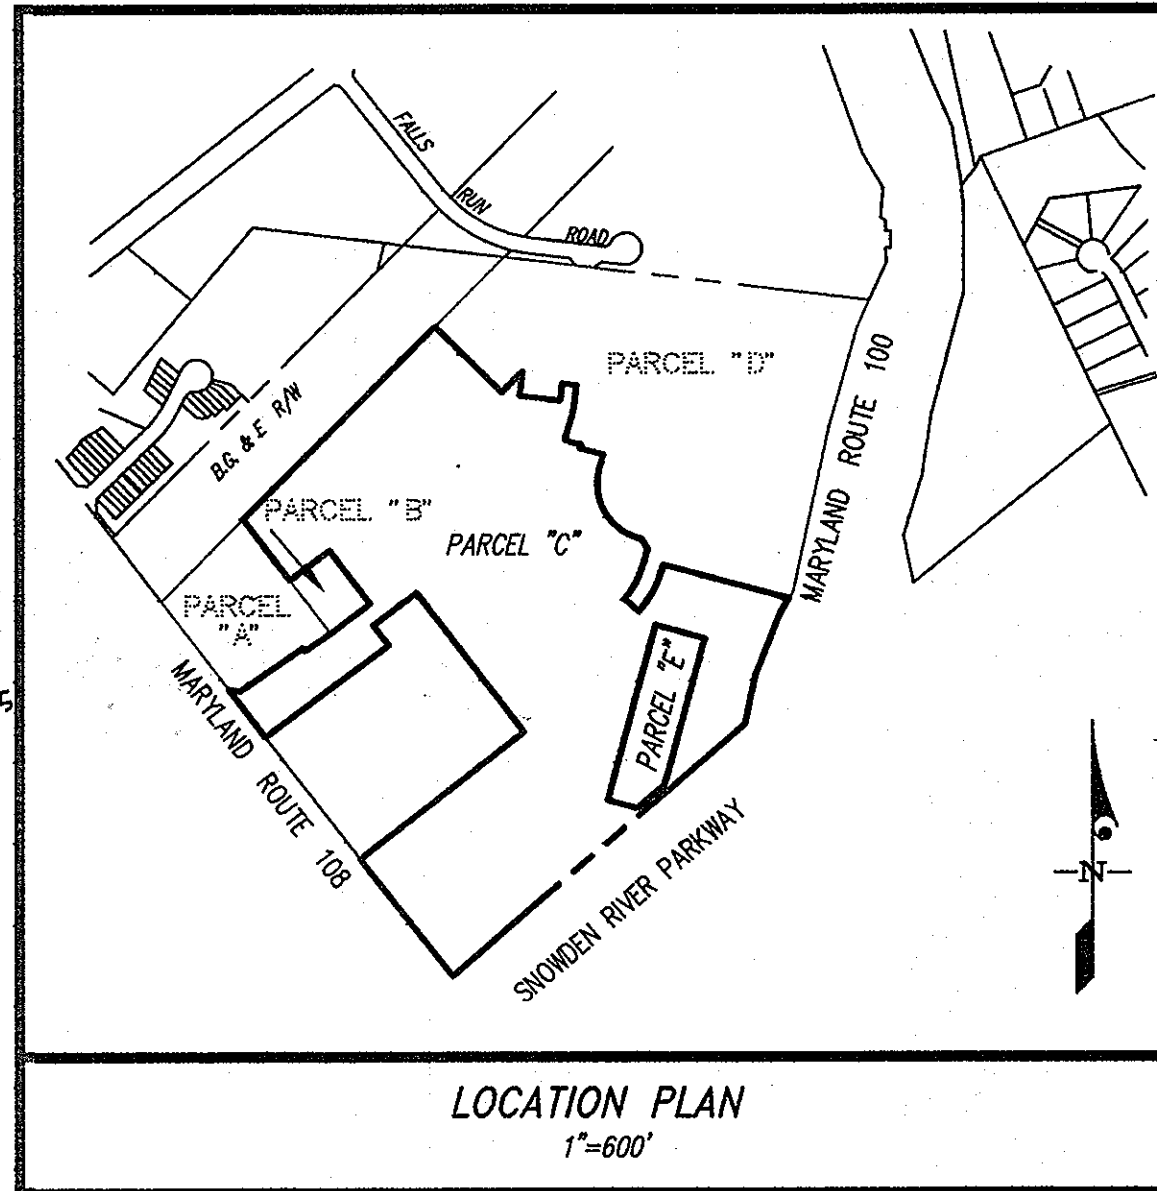 FALLS
RUN
ROAD
PARCEL "D"
MARYLAND ROUTE 100
B.G. & E. R/W
PARCEL "B"
PARCEL "C"
PARCEL
"A"
PARCEL "E"
MARYLAND ROUTE 108
SNOWDEN RIVER PARKWAY
N
5
LOCATION PLAN
1"=600'